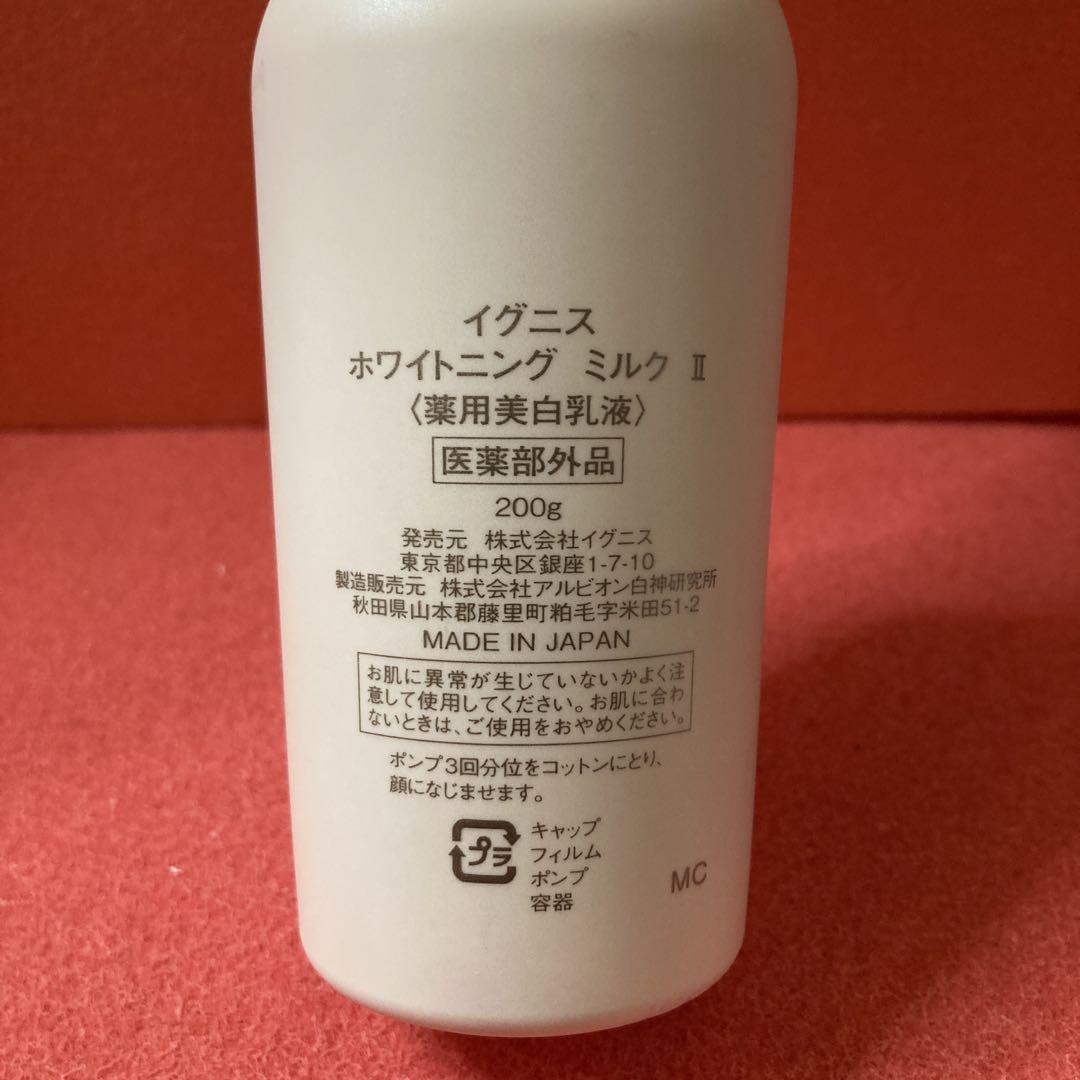 イグニス
ホワイトニング ミルク Ⅱ
〈薬用美白乳液〉
医薬部外品
200g
発売元 株式会社イグニス
東京都中央区銀座1-7-10
製造販売元 株式会社アルビオン白神研究所
秋田県山本郡藤里町粕毛字米田51-2
MADE IN JAPAN
お肌に異常が生じていないかよく注
意して使用してください。お肌に合わ
ないときは、ご使用をおやめください。
ポンプ3回分位をコットンにとり、
顔になじませます。
プラ
キャップ
フィルム
ポンプ
容器
MC